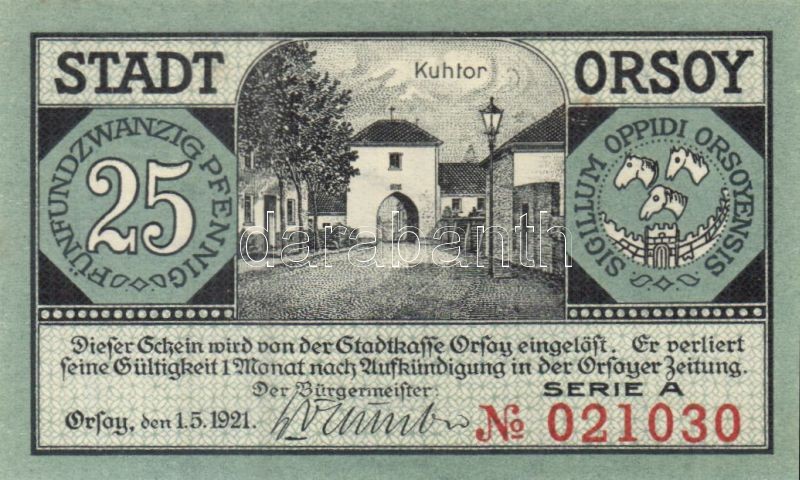 STADT ORSOY
Kuhtor
FÜNFUNDZWANZIG PFENNIG
25
SIGILLUM OPPIDI ORSOYENSIS
darabanth
Dieser Schein wird von der Stadtkasse Orsoy eingelöst. Er verliert
seine Gültigkeit 1 Monat nach Aufkündigung in der Orsoyer Zeitung.
Der Bürgermeister:
SERIE A
Orsoy, den 1.5.1921.
№ 021030